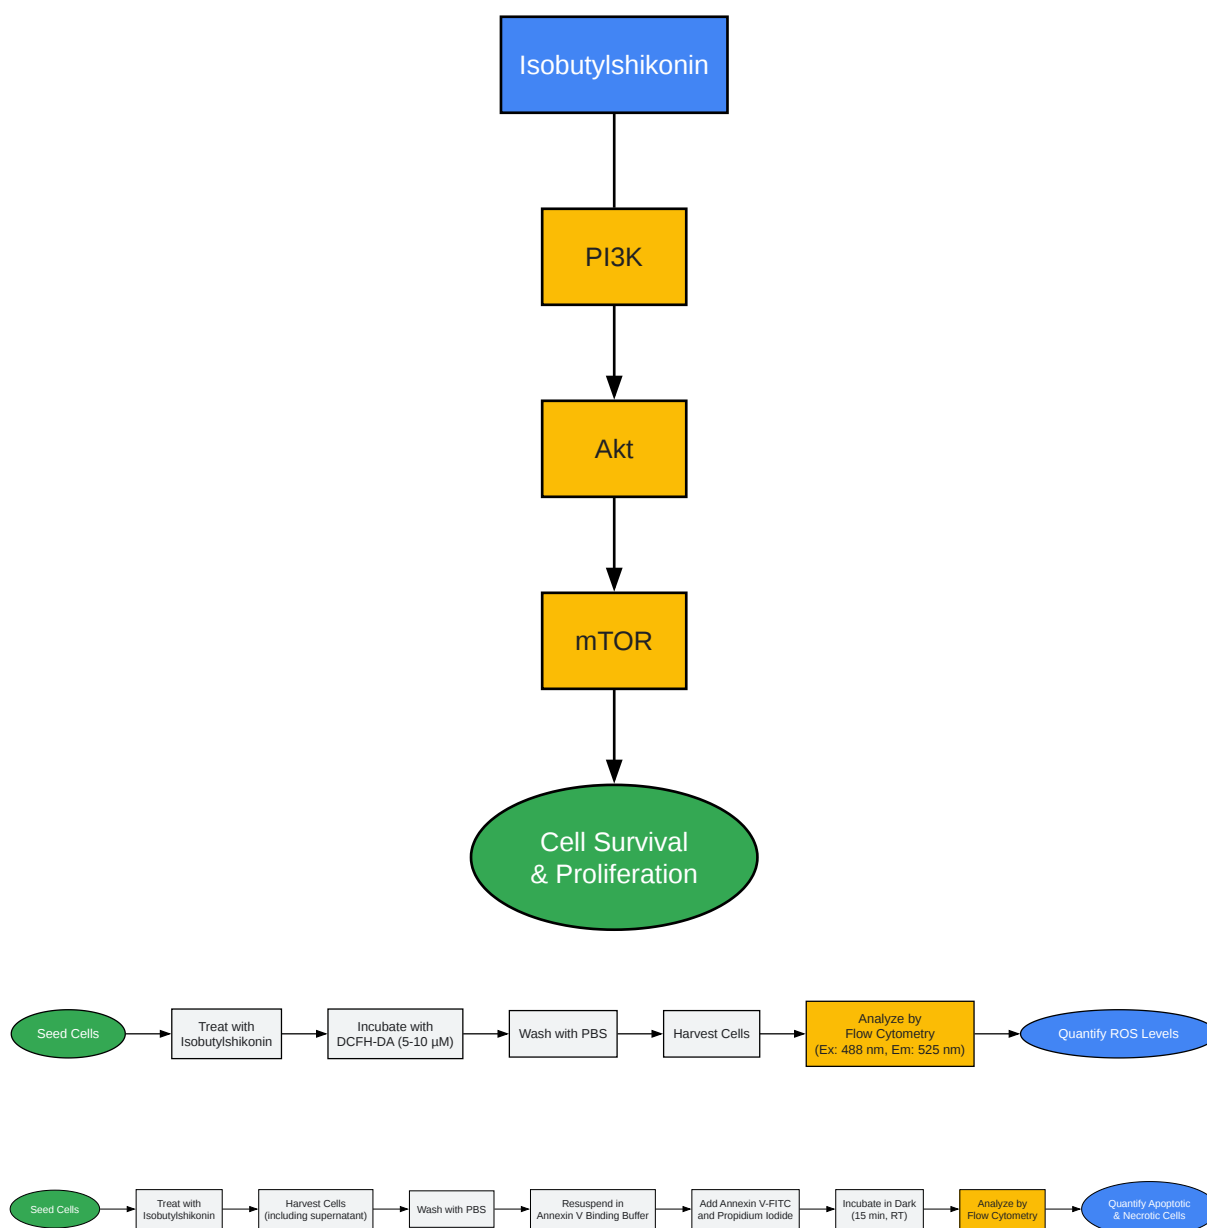 Isobutylshikonin
PI3K
Akt
mTOR
Cell Survival
& Proliferation
Seed Cells
Treat with
Isobutylshikonin
Incubate with
DCFH-DA (5-10 µM)
Wash with PBS
Harvest Cells
Analyze by
Flow Cytometry
(Ex: 488 nm, Em: 525 nm)
Quantify ROS Levels
Seed Cells
Treat with
Isobutylshikonin
Harvest Cells
(including supernatant)
Wash with PBS
Resuspend in
Annexin V Binding Buffer
Add Annexin V-FITC
and Propidium Iodide
Incubate in Dark
(15 min, RT)
Analyze by
Flow Cytometry
Quantify Apoptotic
& Necrotic Cells